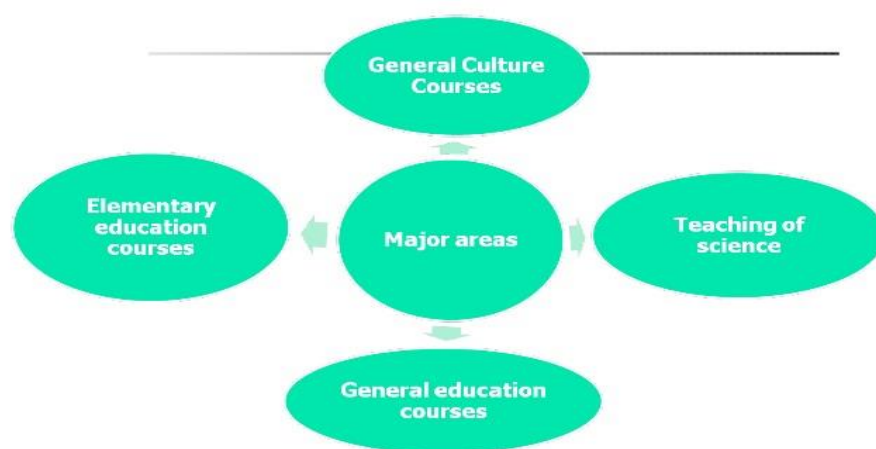 General Culture
Courses
Elementary
education
courses
Major areas
Teaching of
science
General education
courses